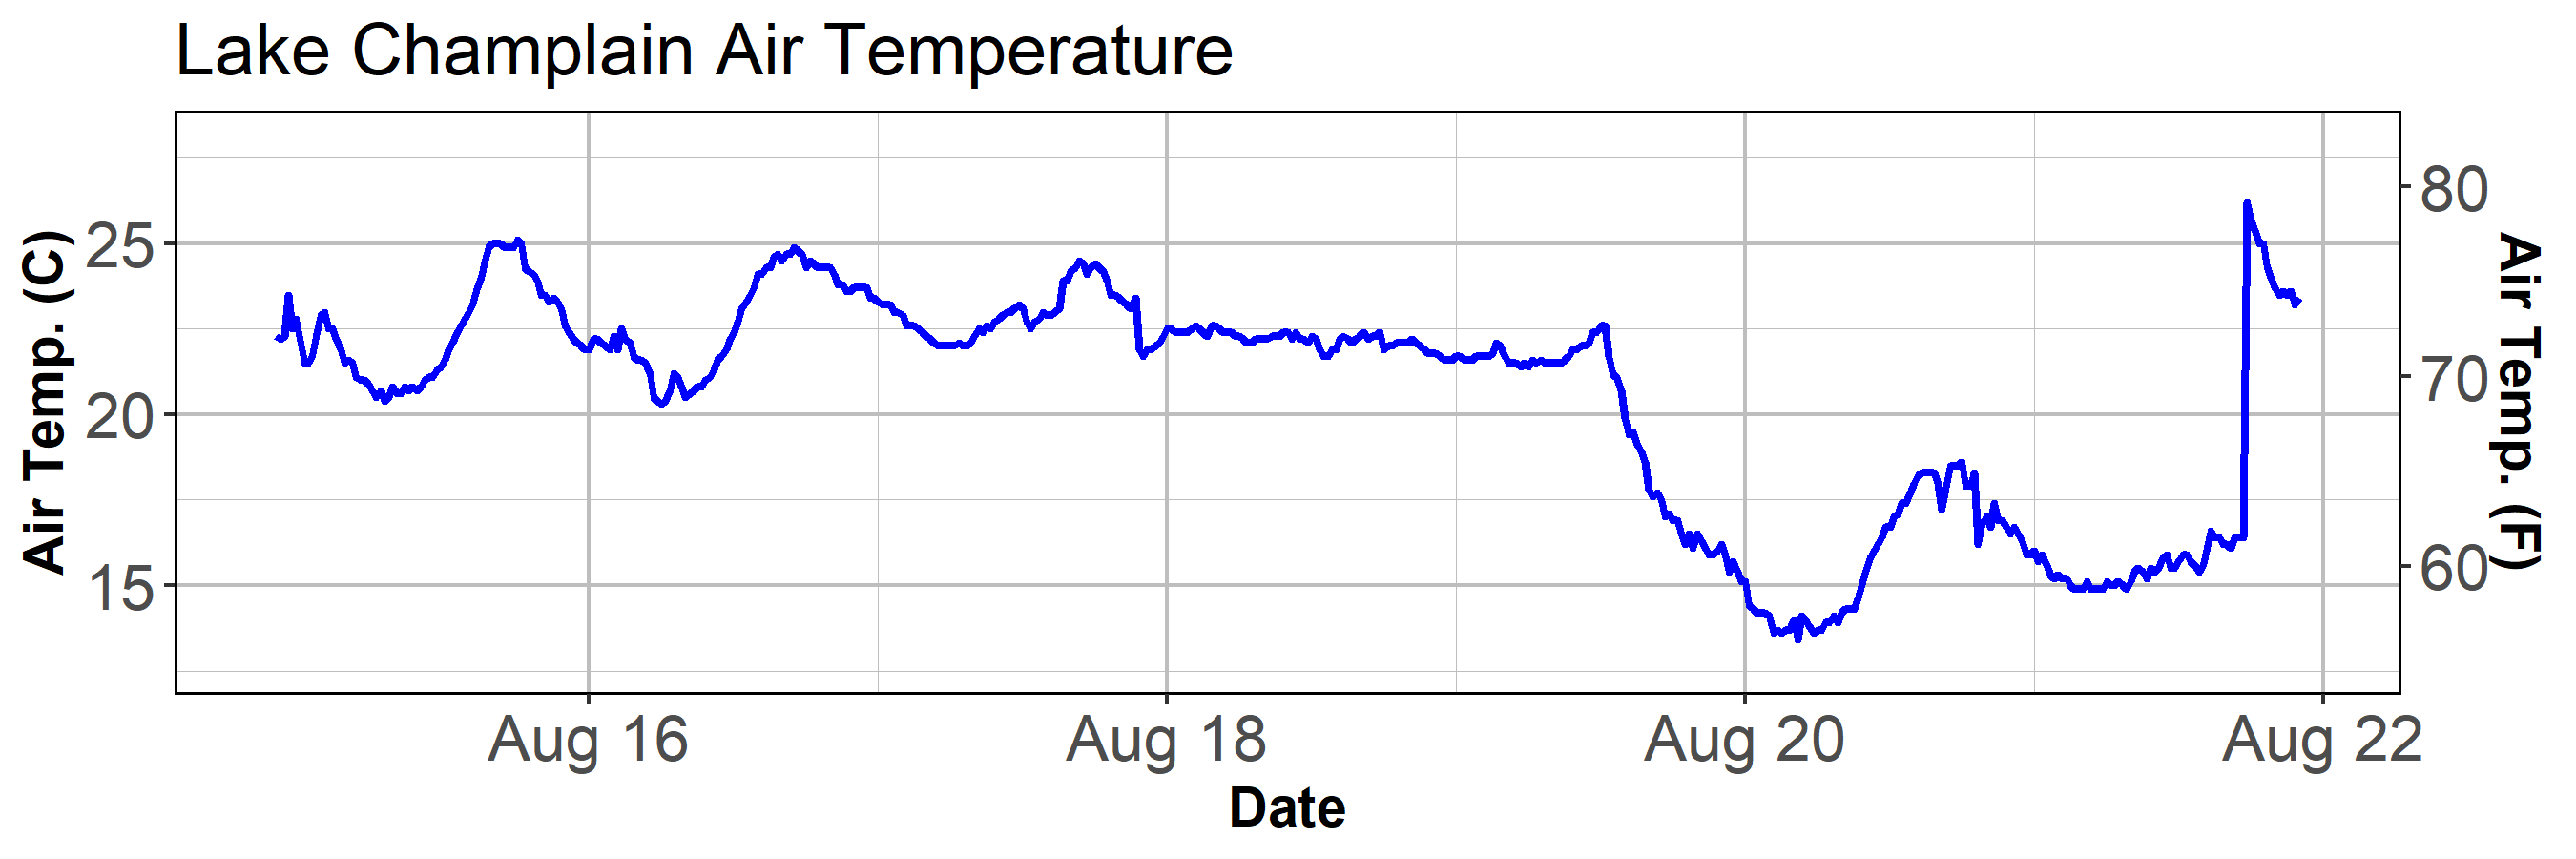 Lake Champlain Air Temperature
Air Temp. (C)
25
20
15
80
70
60
Air Temp. (F)
Aug 16
Aug 18
Aug 20
Aug 22
Date